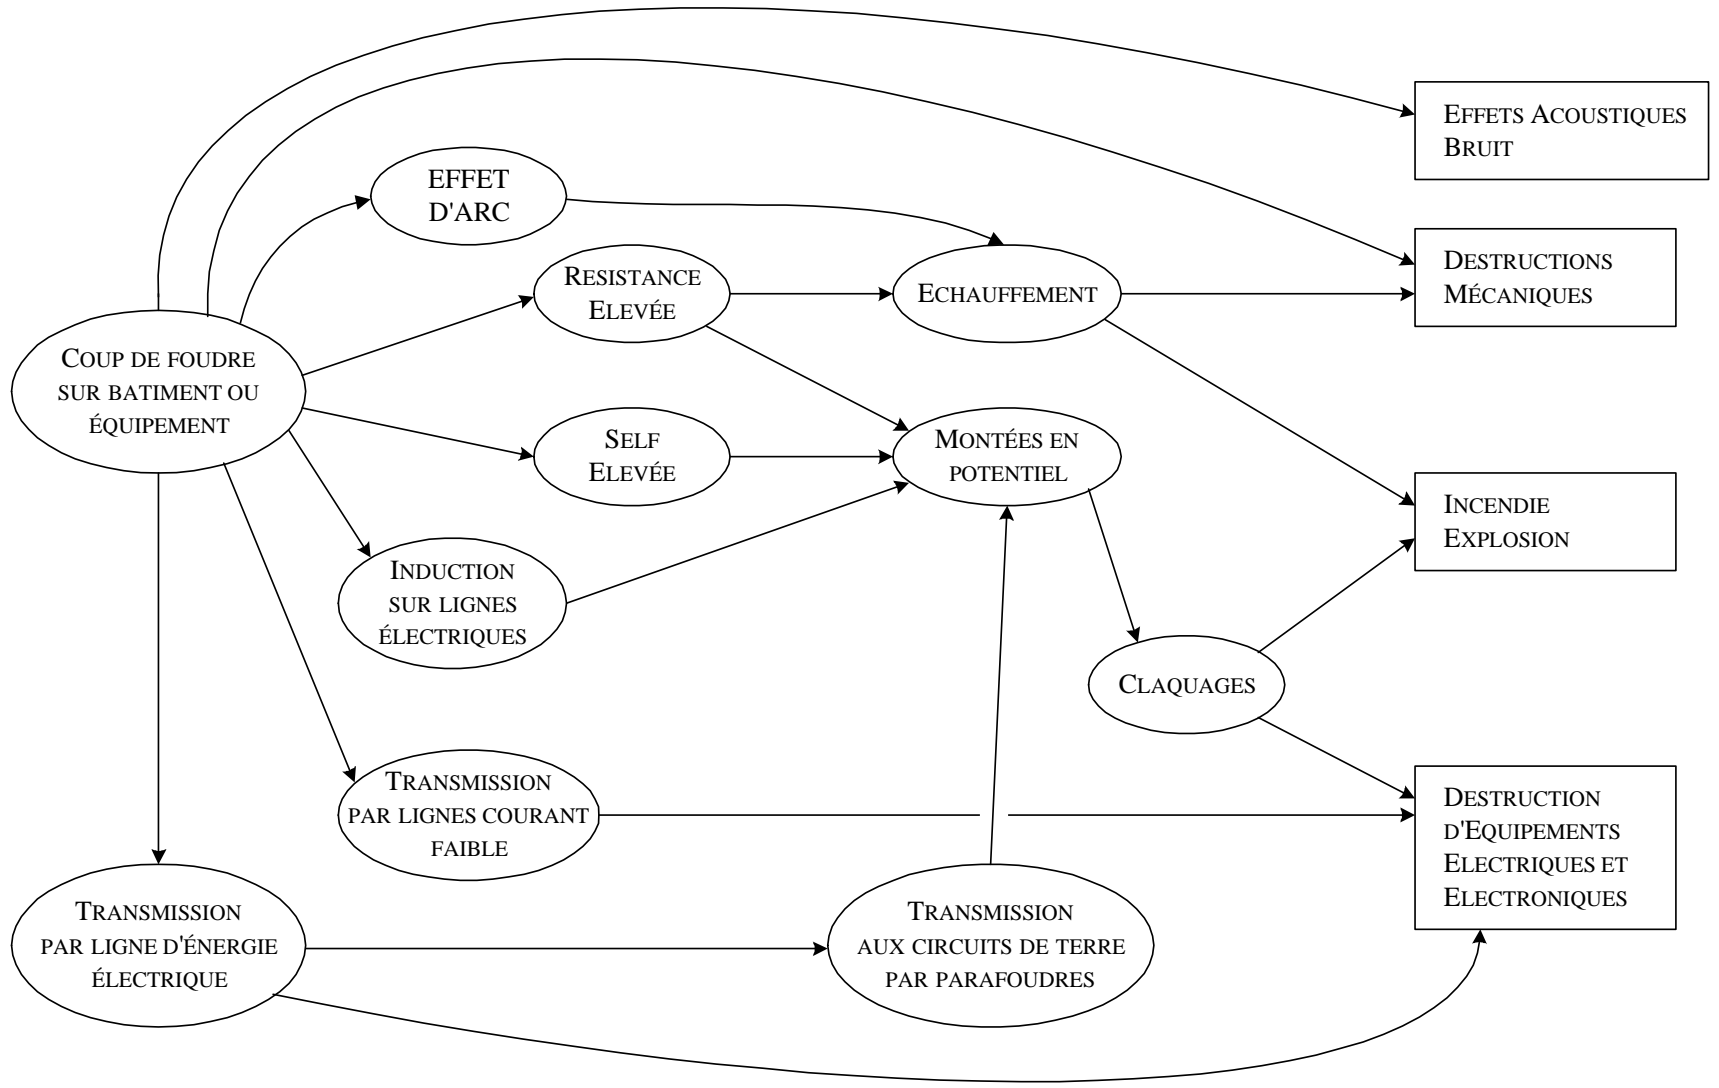 EFFETS ACOUSTIQUES
BRUIT
EFFET
D'ARC
DESTRUCTIONS
MÉCANIQUES
RESISTANCE
ELEVÉE
ECHAUFFEMENT
COUP DE FOUDRE
SUR BATIMENT OU
ÉQUIPEMENT
SELF
ELEVÉE
MONTÉES EN
POTENTIEL
INCENDIE
EXPLOSION
INDUCTION
SUR LIGNES
ÉLECTRIQUES
CLAQUAGES
TRANSMISSION
PAR LIGNES COURANT
FAIBLE
DESTRUCTION
D'EQUIPEMENTS
ELECTRIQUES ET
ELECTRONIQUES
TRANSMISSION
PAR LIGNE D'ÉNERGIE
ÉLECTRIQUE
TRANSMISSION
AUX CIRCUITS DE TERRE
PAR PARAFOUDRES